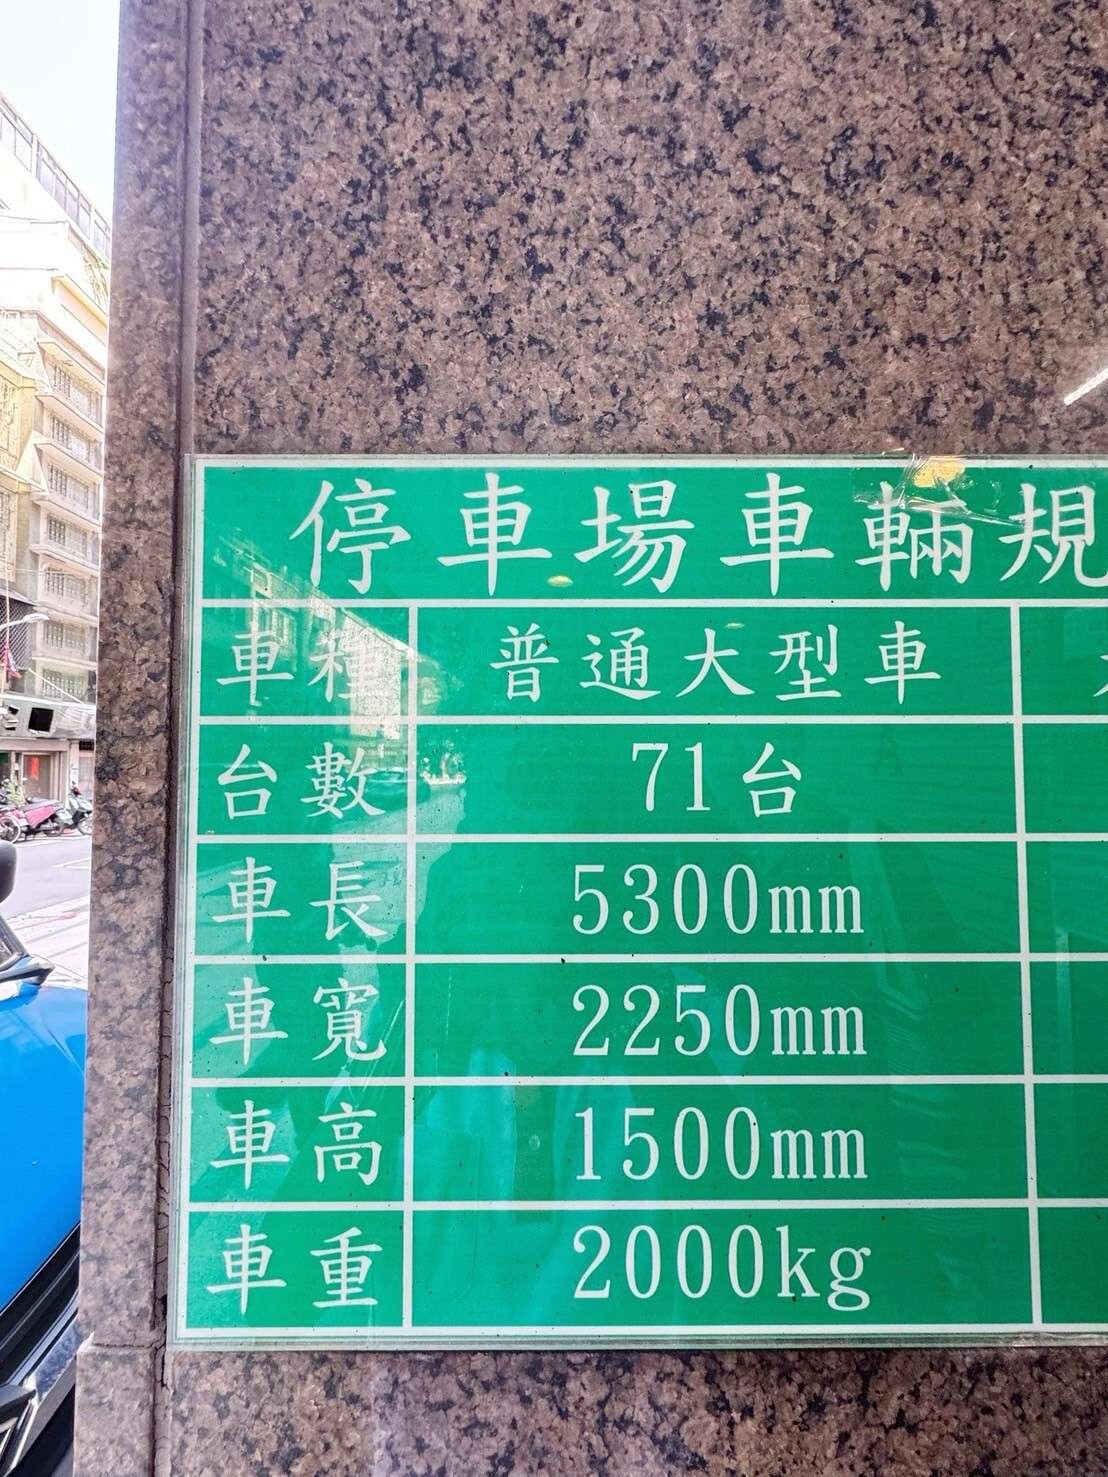 停車場車輛規
車種 普通大型車
台數 71台
車長 5300mm
車寬 2250mm
車高 1500mm
車重 2000kg